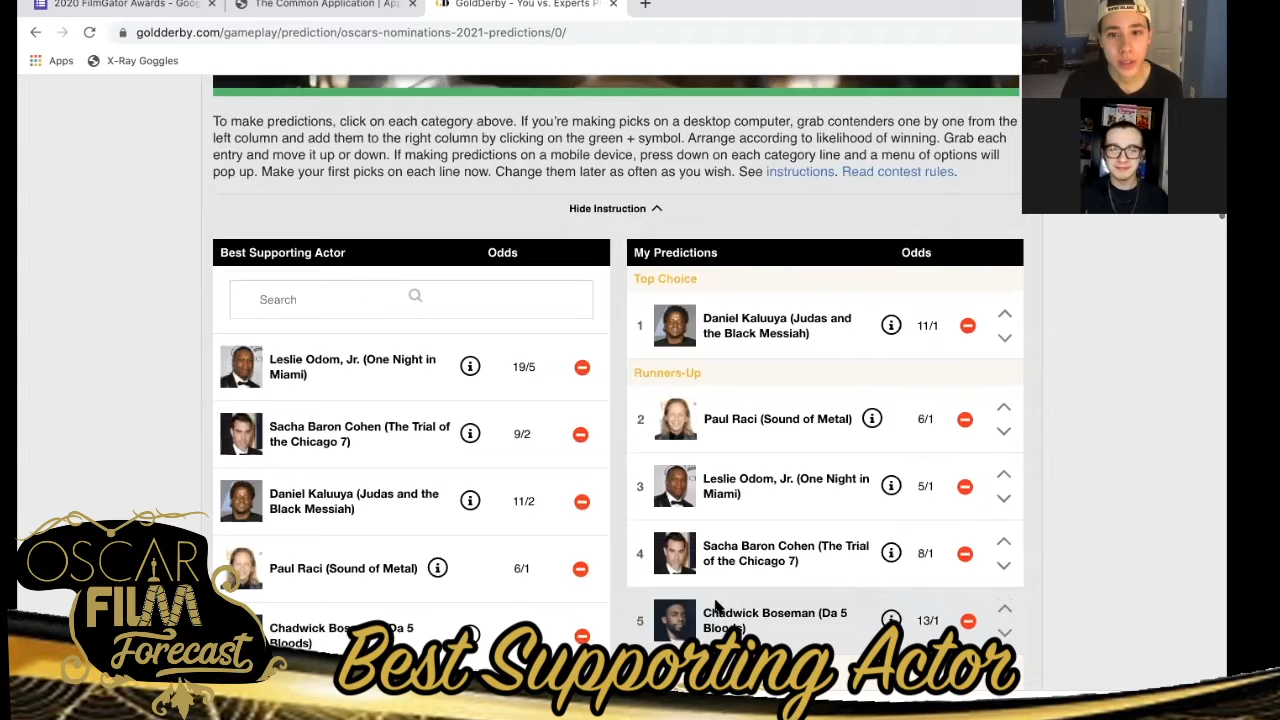 2020 FilmGator Awards - Goog
The Common Application | App
GoldDerby - You vs. Experts P
goldderby.com/gameplay/prediction/oscars-nominations-2021-predictions/0/
Apps
X-Ray Goggles
To make predictions, click on each category above. If you're making picks on a desktop computer, grab contenders one by one from the
left column and add them to the right column by clicking on the green + symbol. Arrange according to likelihood of winning. Grab each
entry and move it up or down. If making predictions on a mobile device, press down on each category line and a menu of options will
pop up. Make your first picks on each line now. Change them later as often as you wish. See instructions. Read contest rules.
Hide Instruction
Best Supporting Actor Odds
Search
Leslie Odom, Jr. (One Night in
Miami)
19/5
Sacha Baron Cohen (The Trial of
the Chicago 7)
9/2
Daniel Kaluuya (Judas and the
Black Messiah)
11/2
Paul Raci (Sound of Metal)
6/1
Chadwick Boseman (Da 5
Bloods)
My Predictions Odds
Top Choice
1
Daniel Kaluuya (Judas and
the Black Messiah)
11/1
Runners-Up
2
Paul Raci (Sound of Metal)
6/1
3
Leslie Odom, Jr. (One Night in
Miami)
5/1
4
Sacha Baron Cohen (The Trial
of the Chicago 7)
8/1
5
Chadwick Boseman (Da 5
Bloods)
13/1
OSCAR
FILM
Forecast
Best Supporting Actor